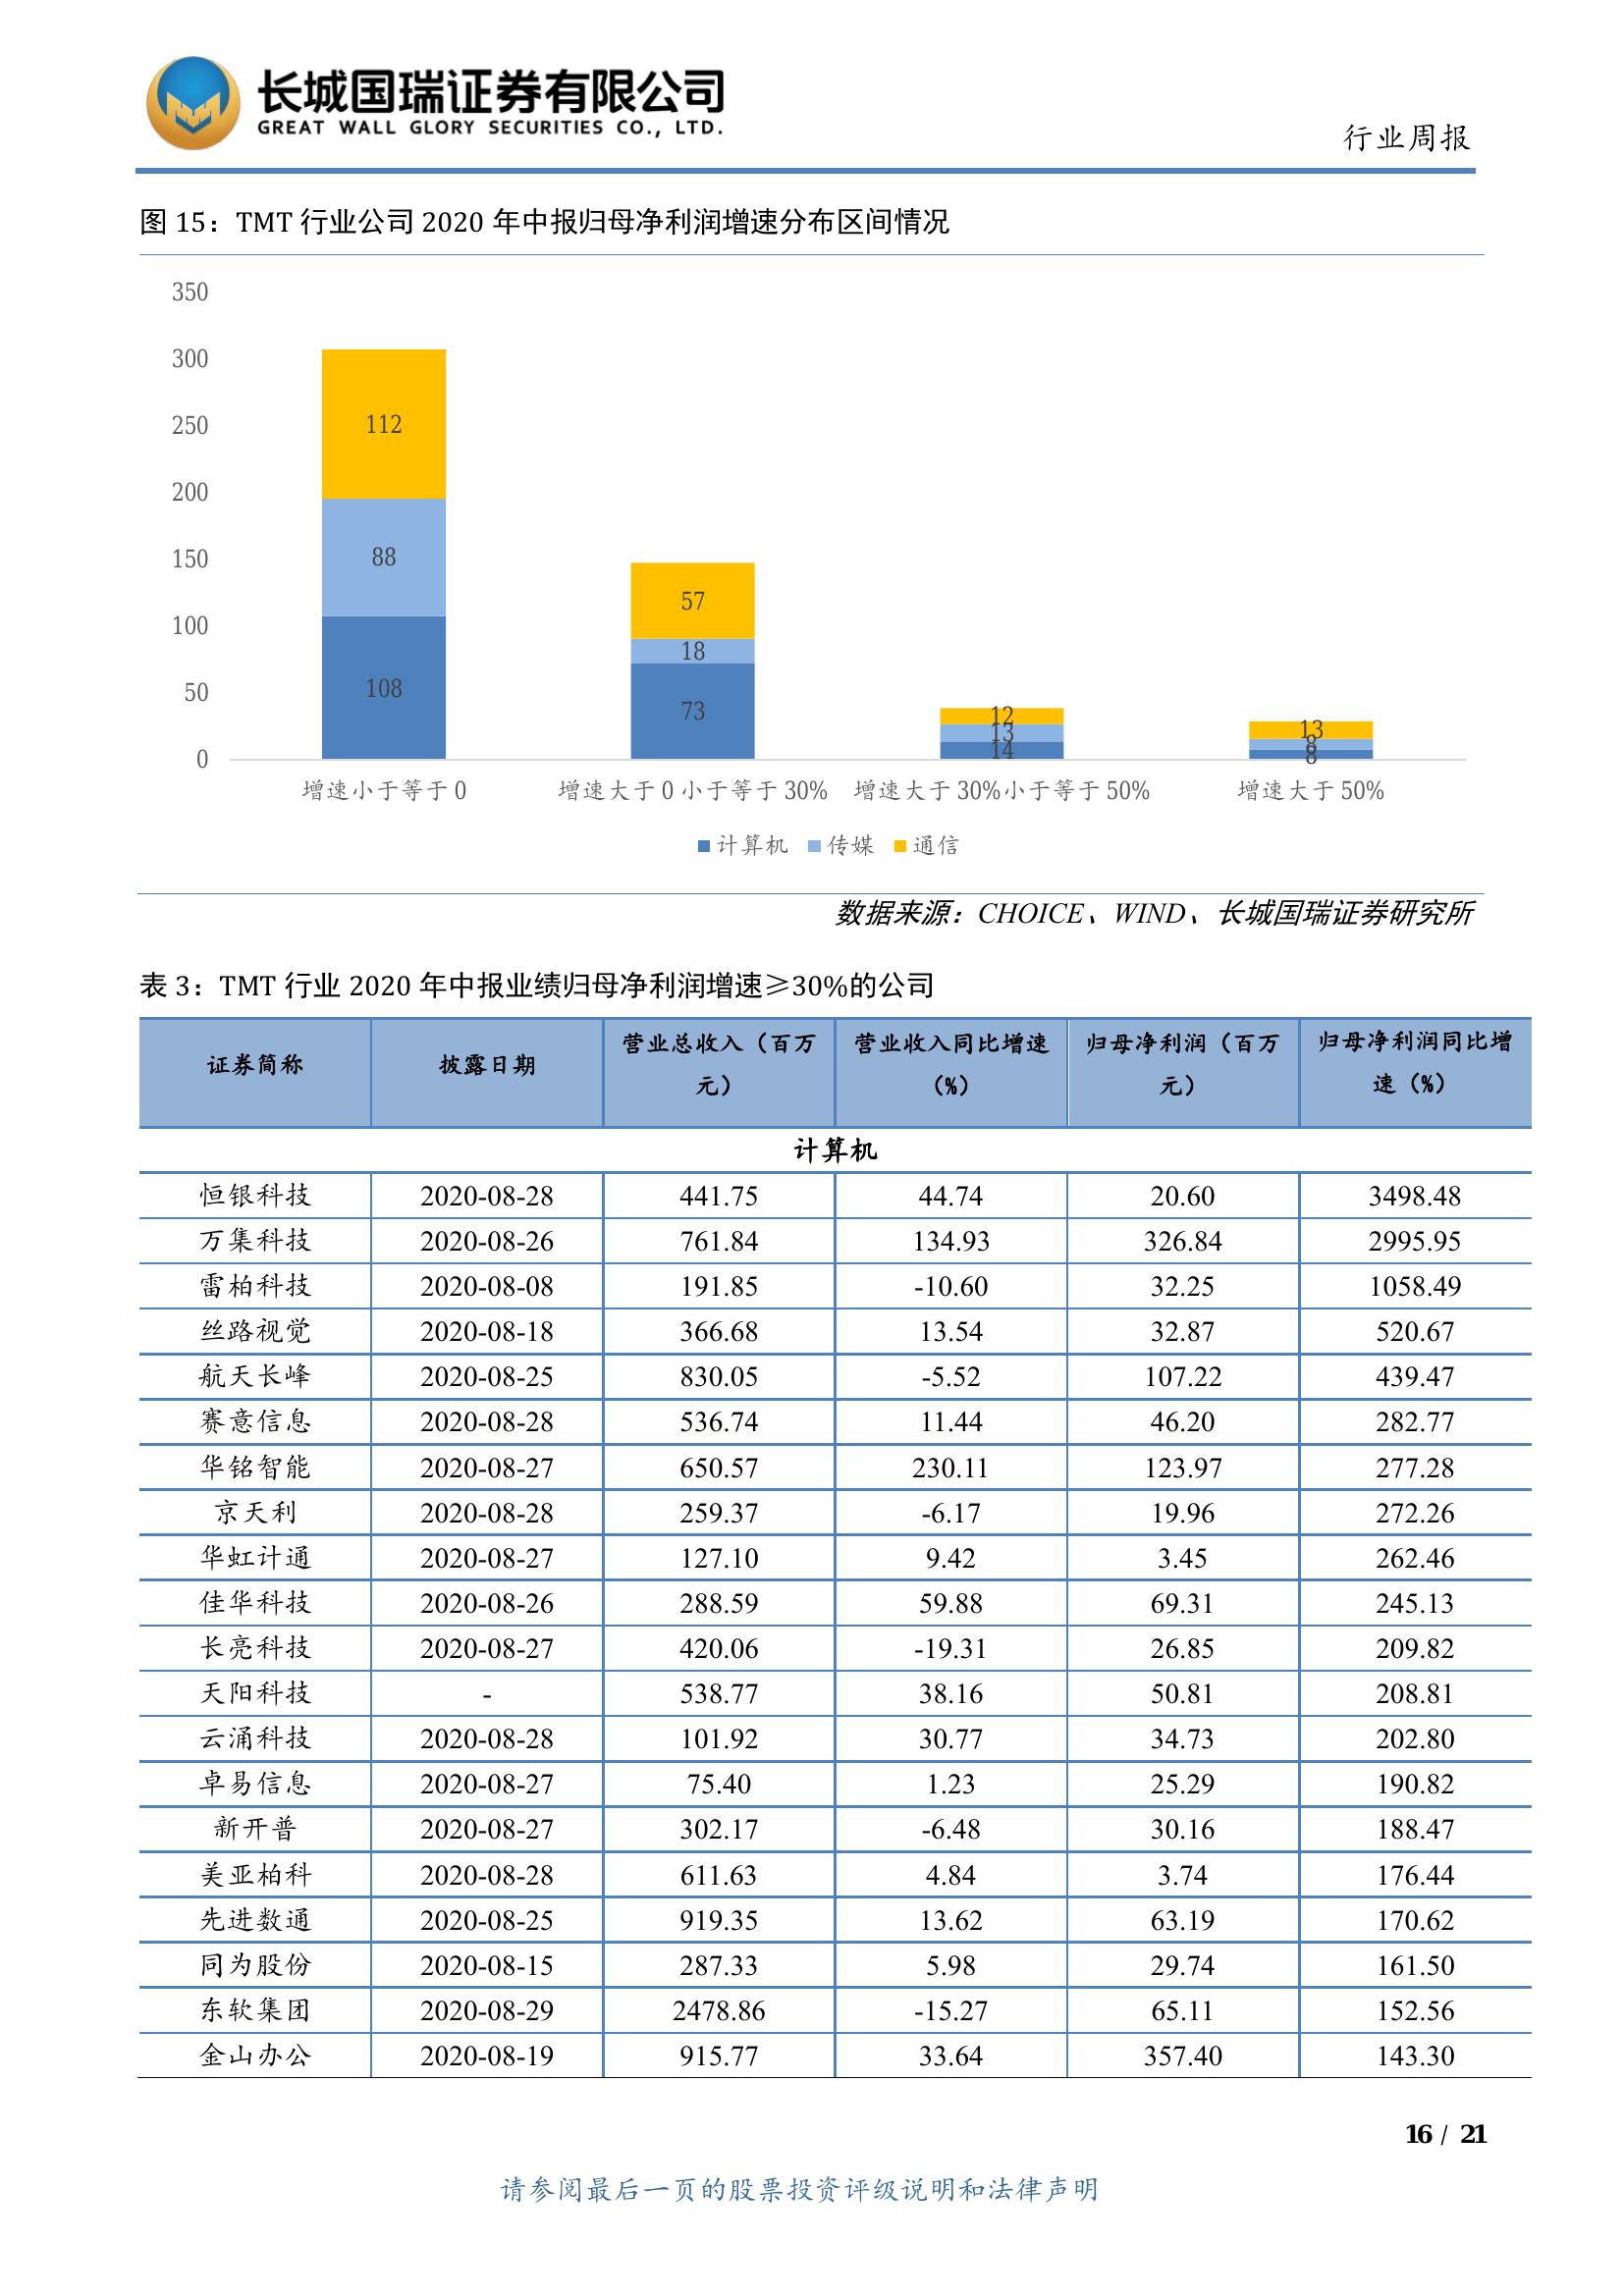 长城国瑞证券有限公司
GREAT WALL GLORY SECURITIES CO., LTD.
行业周报
图 15：TMT 行业公司 2020 年中报归母净利润增速分布区间情况
350
300
250
200
150
100
50
0
112
88
108
57
18
73
12
13
14
13
8
8
增速小于等于 0 增速大于 0 小于等于 30% 增速大于 30%小于等于 50% 增速大于 50%
计算机 传媒 通信
数据来源：CHOICE、WIND、长城国瑞证券研究所
表 3：TMT 行业 2020 年中报业绩归母净利润增速≥30%的公司
证券简称 披露日期 营业总收入（百万元） 营业收入同比增速（%） 归母净利润（百万元） 归母净利润同比增速（%）
计算机
恒银科技 2020-08-28 441.75 44.74 20.60 3498.48
万集科技 2020-08-26 761.84 134.93 326.84 2995.95
雷柏科技 2020-08-08 191.85 -10.60 32.25 1058.49
丝路视觉 2020-08-18 366.68 13.54 32.87 520.67
航天长峰 2020-08-25 830.05 -5.52 107.22 439.47
赛意信息 2020-08-28 536.74 11.44 46.20 282.77
华铭智能 2020-08-27 650.57 230.11 123.97 277.28
京天利 2020-08-28 259.37 -6.17 19.96 272.26
华虹计通 2020-08-27 127.10 9.42 3.45 262.46
佳华科技 2020-08-26 288.59 59.88 69.31 245.13
长亮科技 2020-08-27 420.06 -19.31 26.85 209.82
天阳科技 - 538.77 38.16 50.81 208.81
云涌科技 2020-08-28 101.92 30.77 34.73 202.80
卓易信息 2020-08-27 75.40 1.23 25.29 190.82
新开普 2020-08-27 302.17 -6.48 30.16 188.47
美亚柏科 2020-08-28 611.63 4.84 3.74 176.44
先进数通 2020-08-25 919.35 13.62 63.19 170.62
同为股份 2020-08-15 287.33 5.98 29.74 161.50
东软集团 2020-08-29 2478.86 -15.27 65.11 152.56
金山办公 2020-08-19 915.77 33.64 357.40 143.30
16 / 21
请参阅最后一页的股票投资评级说明和法律声明